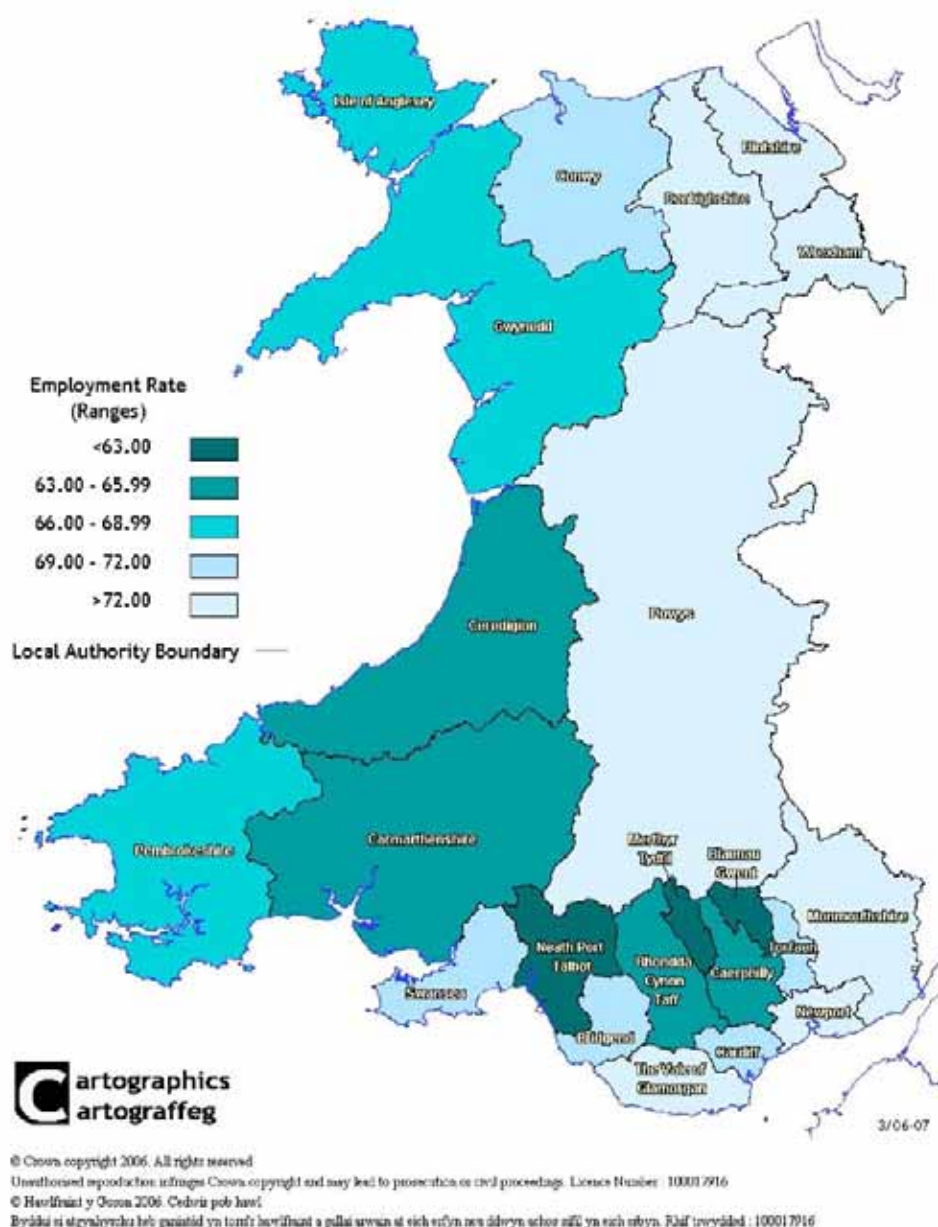 Isle of Anglesey
Conwy
Denbighshire
Flintshire
Wrexham
Gwynedd
Employment Rate
(Ranges)
<63.00
63.00 - 65.99
66.00 - 68.99
69.00 - 72.00
>72.00
Local Authority Boundary
Ceredigion
Powys
Pembrokeshire
Carmarthenshire
Merthyr
Tydfil
Blaenau
Gwent
Monmouthshire
Swansea
Neath Port
Talbot
Rhondda
Cynon
Taff
Caerphilly
Torfaen
Bridgend
Newport
Cardiff
The Vale of
Glamorgan
C artographics
artograffeg
3/06-07
© Crown copyright 2006. All rights reserved
Unauthorised reproduction infringes Crown copyright and may lead to prosecution or civil proceedings. Licence Number : 100017916
© Hawlfraint y Goron 2006. Cedwir pob hawl